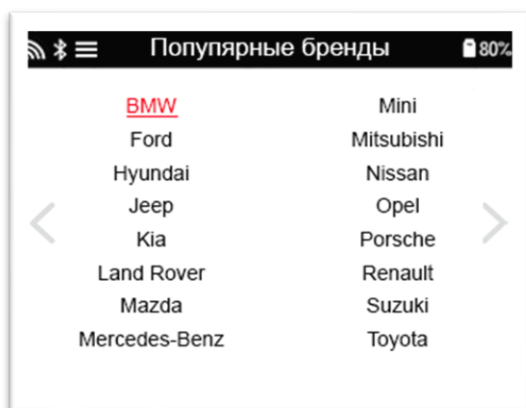 Популярные бренды 80%
BMW
Ford
Hyundai
Jeep
Kia
Land Rover
Mazda
Mercedes-Benz
Mini
Mitsubishi
Nissan
Opel
Porsche
Renault
Suzuki
Toyota